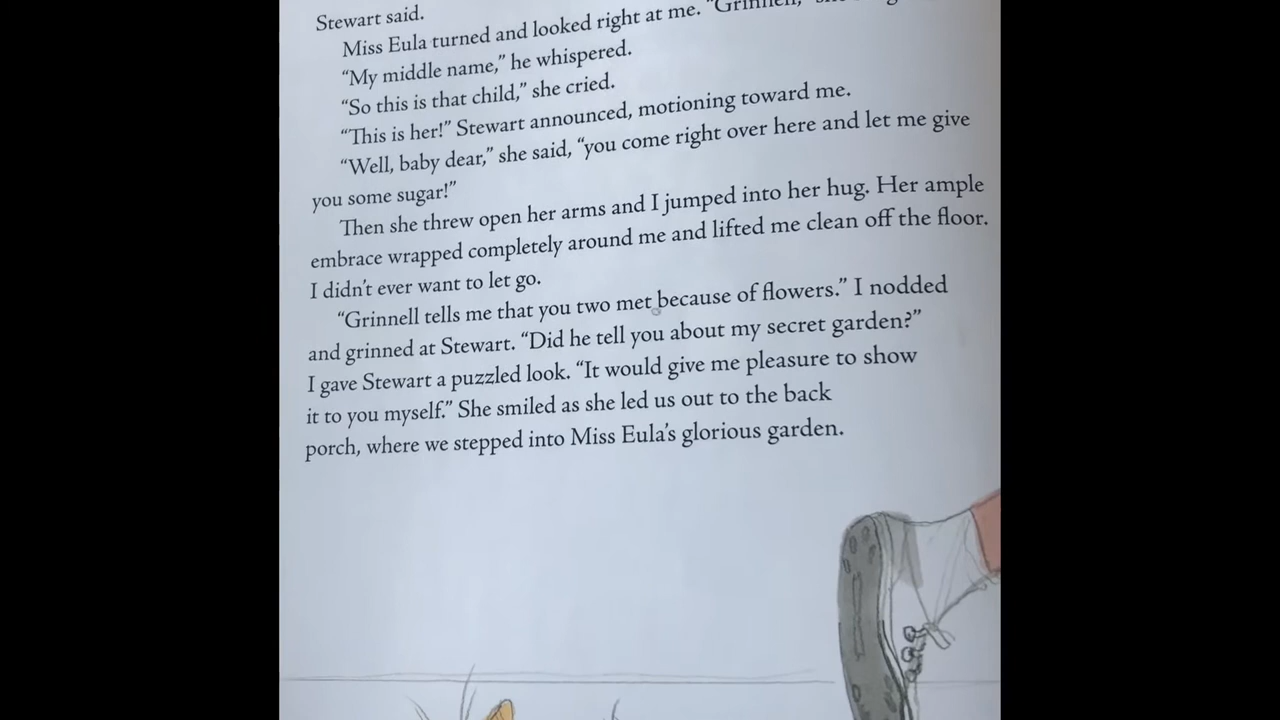 Stewart said.
Miss Eula turned and looked right at me. "Grinnell,"
“My middle name,” he whispered.
“So this is that child,” she cried.
“This is her!” Stewart announced, motioning toward me.
“Well, baby dear,” she said, “you come right over here and let me give
you some sugar!”
Then she threw open her arms and I jumped into her hug. Her ample
embrace wrapped completely around me and lifted me clean off the floor.
I didn’t ever want to let go.
“Grinnell tells me that you two met because of flowers.” I nodded
and grinned at Stewart. “Did he tell you about my secret garden?”
I gave Stewart a puzzled look. “It would give me pleasure to show
it to you myself.” She smiled as she led us out to the back
porch, where we stepped into Miss Eula’s glorious garden.